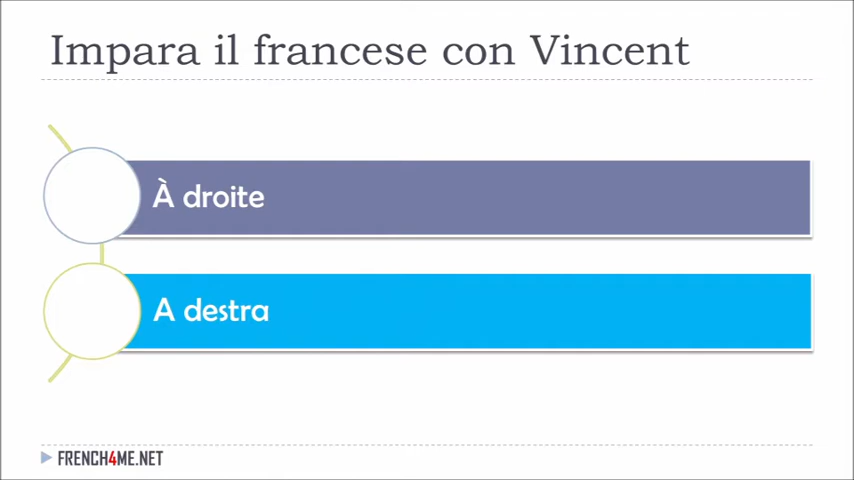 Impara il francese con Vincent
À droite
A destra
FRENCH4ME.NET